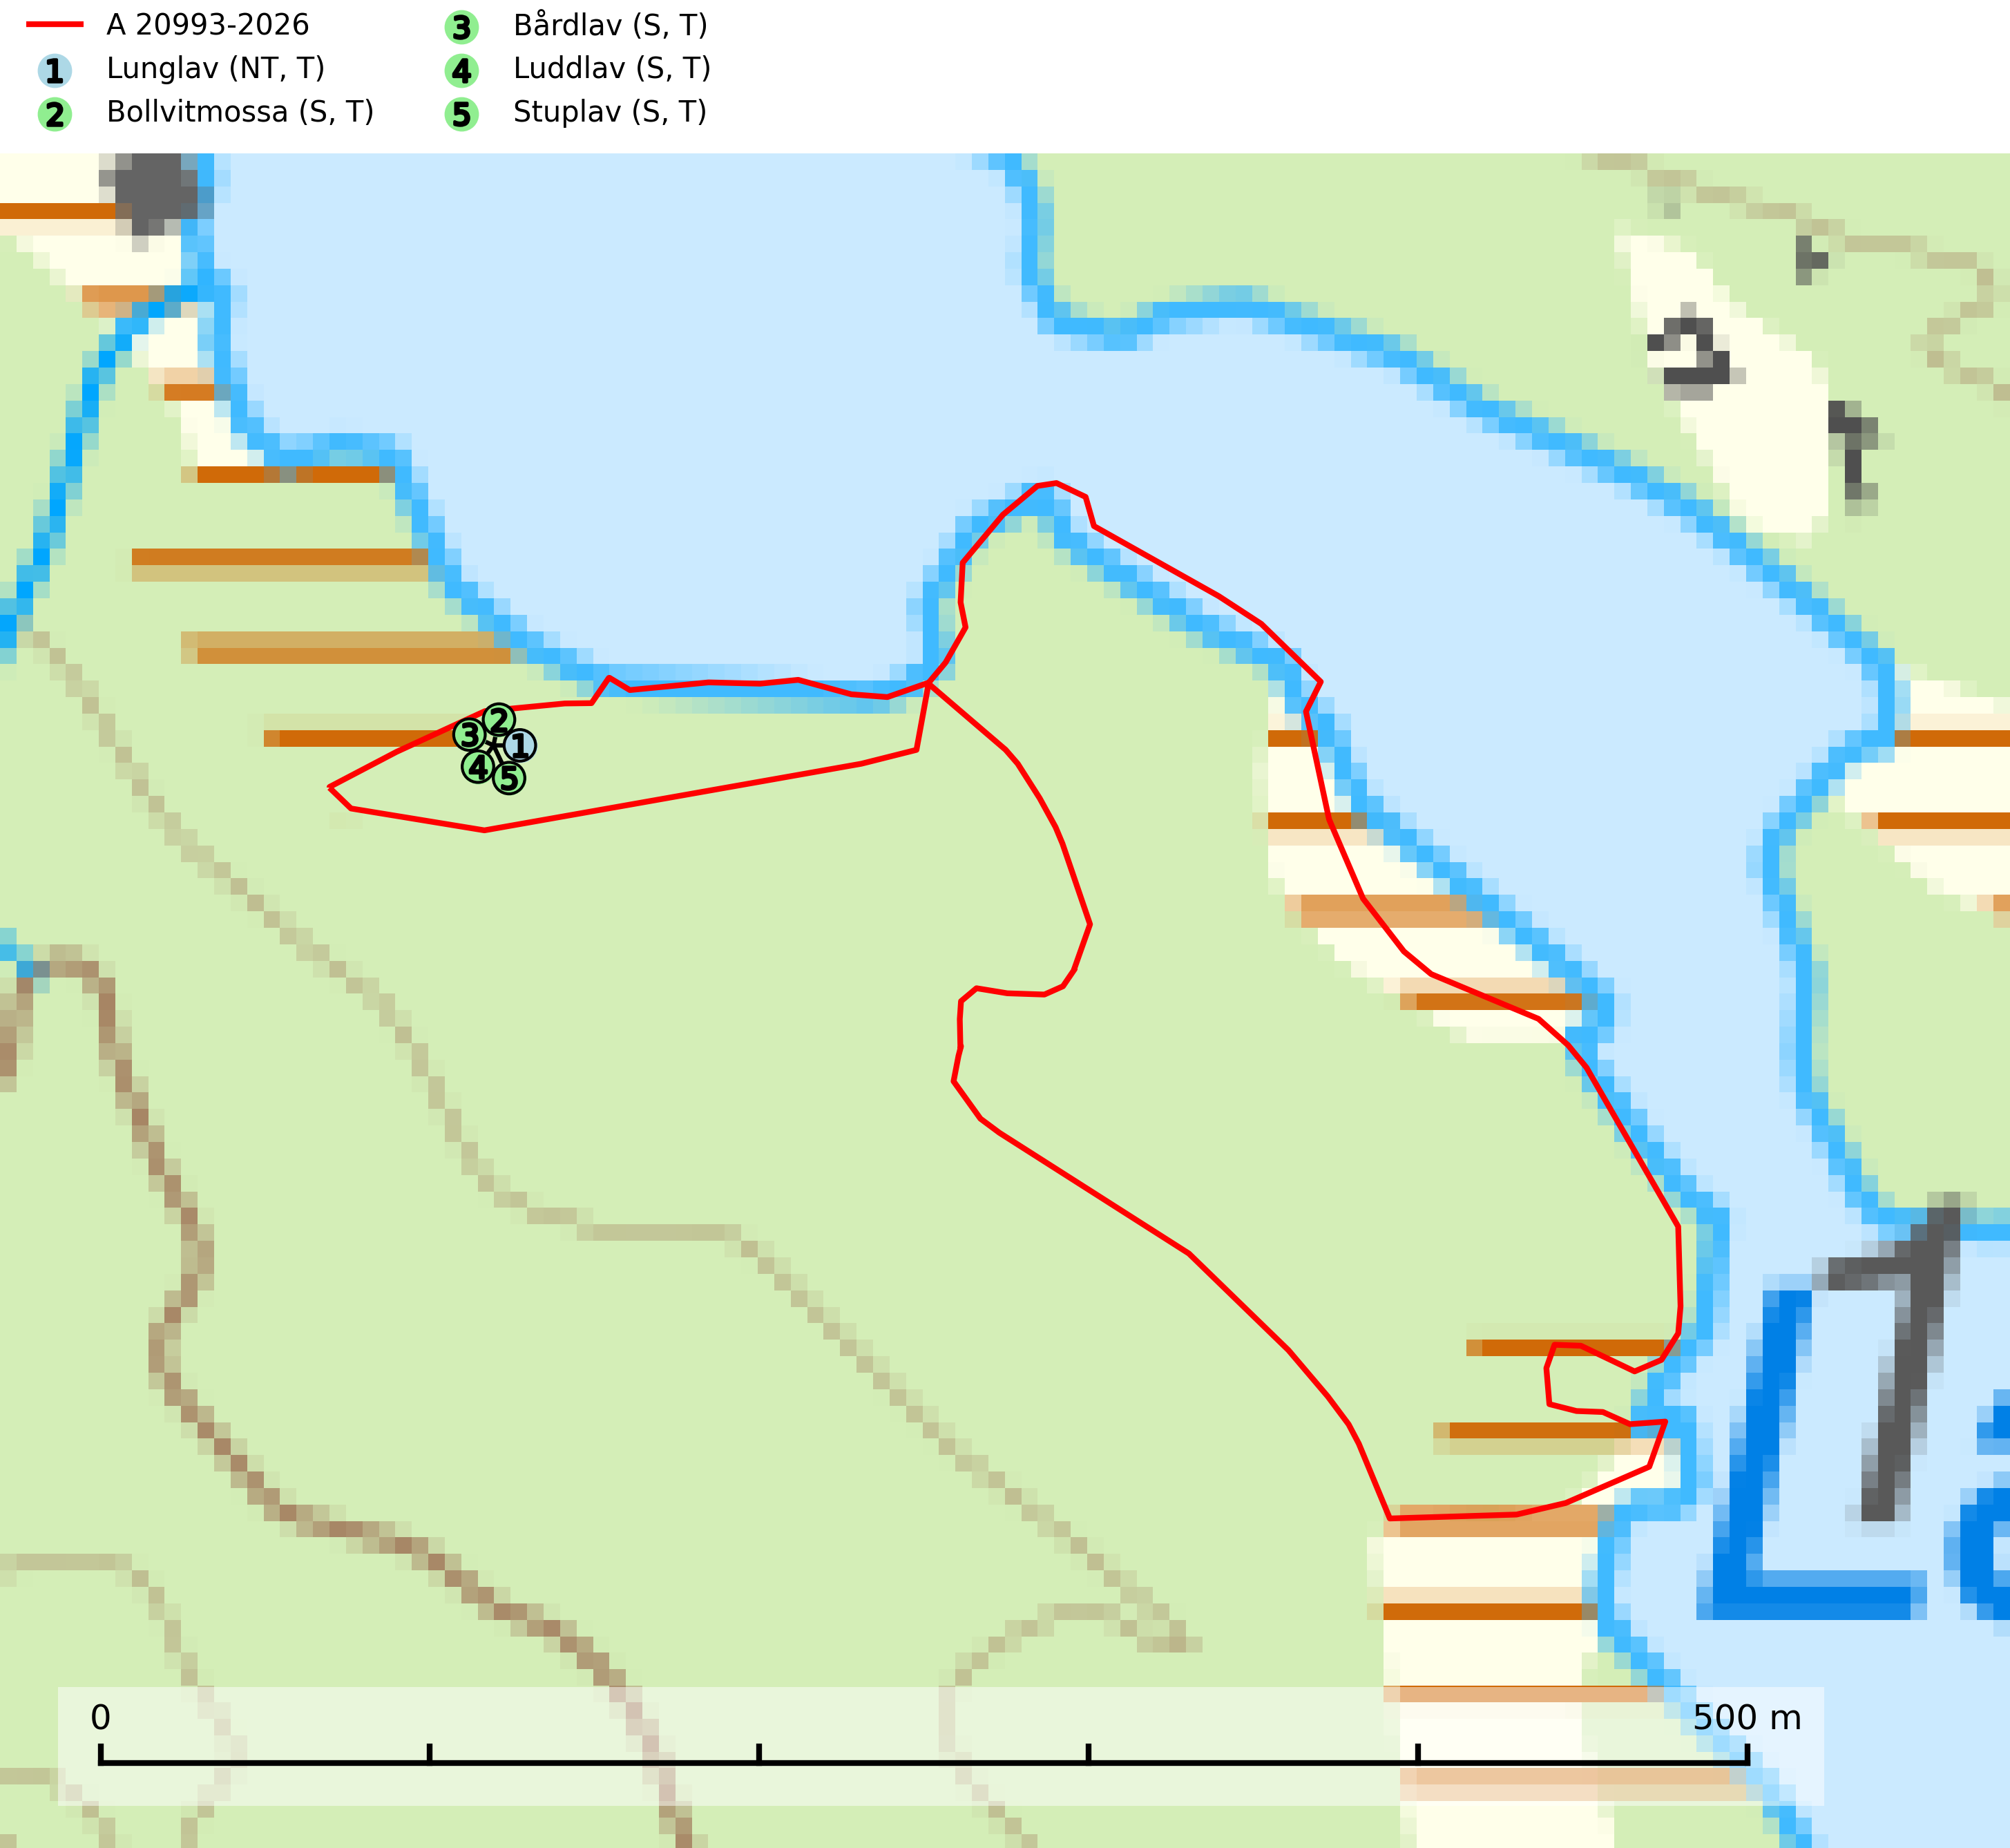 A 20993-2026
1 Lunglav (NT, T)
2 Bollvitmossa (S, T)
3 Bårdlav (S, T)
4 Luddlav (S, T)
5 Stuplav (S, T)
2
3
1
4
5
0
500 m